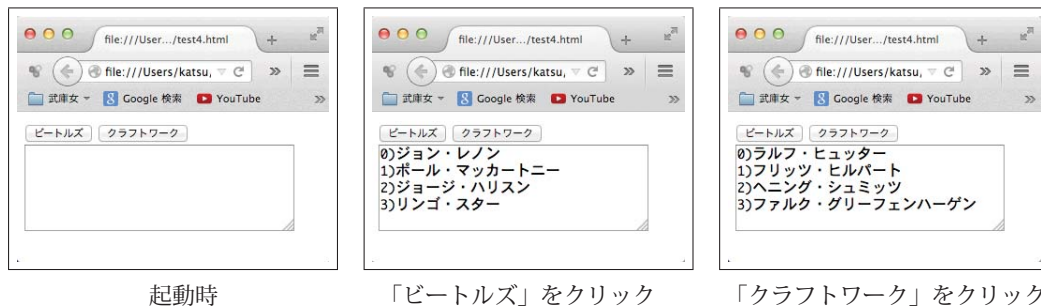 file:///User.../test4.html
file:///Users/katsu,
武庫女
Google 検索
YouTube
ビートルズ
クラフトワーク
起動時
file:///User.../test4.html
file:///Users/katsu,
武庫女
Google 検索
YouTube
ビートルズ
クラフトワーク
0)ジョン・レノン
1)ポール・マッカートニー
2)ジョージ・ハリスン
3)リンゴ・スター
「ビートルズ」をクリック
file:///User.../test4.html
file:///Users/katsu,
武庫女
Google 検索
YouTube
ビートルズ
クラフトワーク
0)ラルフ・ヒュッター
1)フリッツ・ヒルパート
2)ヘニング・シュミッツ
3)ファルク・グリーフェンハーゲン
「クラフトワーク」をクリック